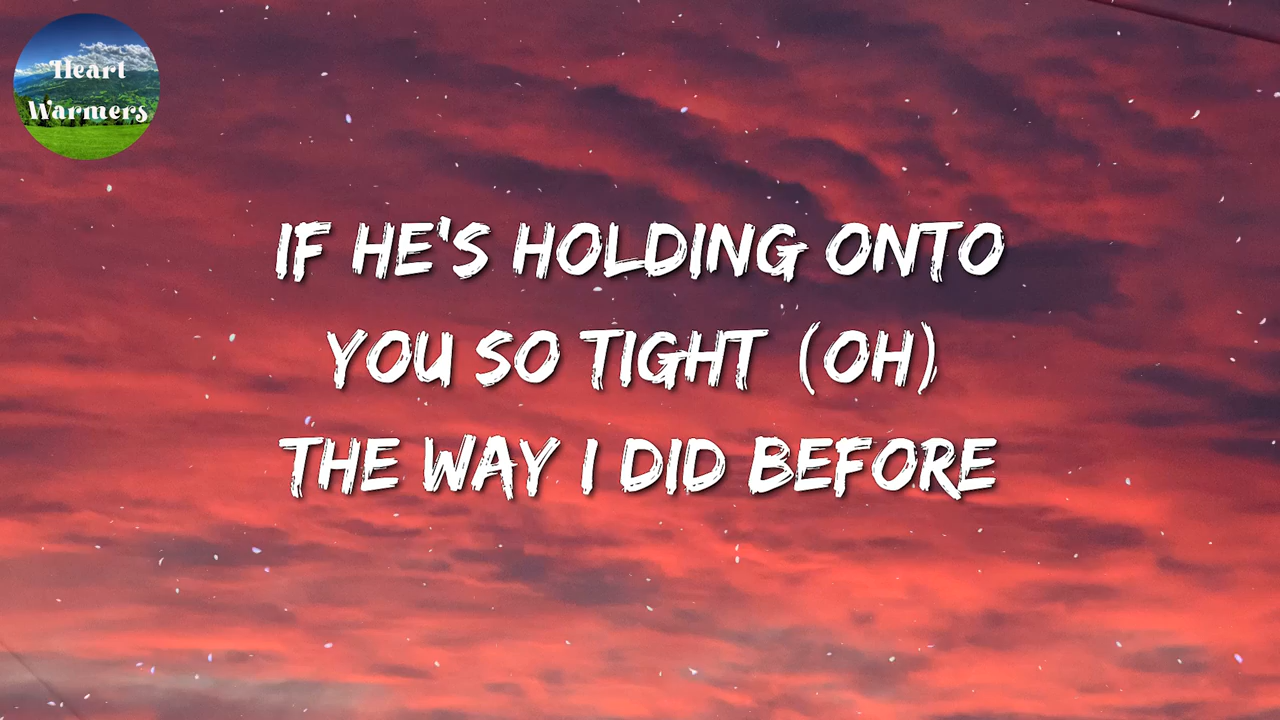 Heart
Warmers
IF HE'S HOLDING ONTO
YOU SO TIGHT (OH)
THE WAY I DID BEFORE